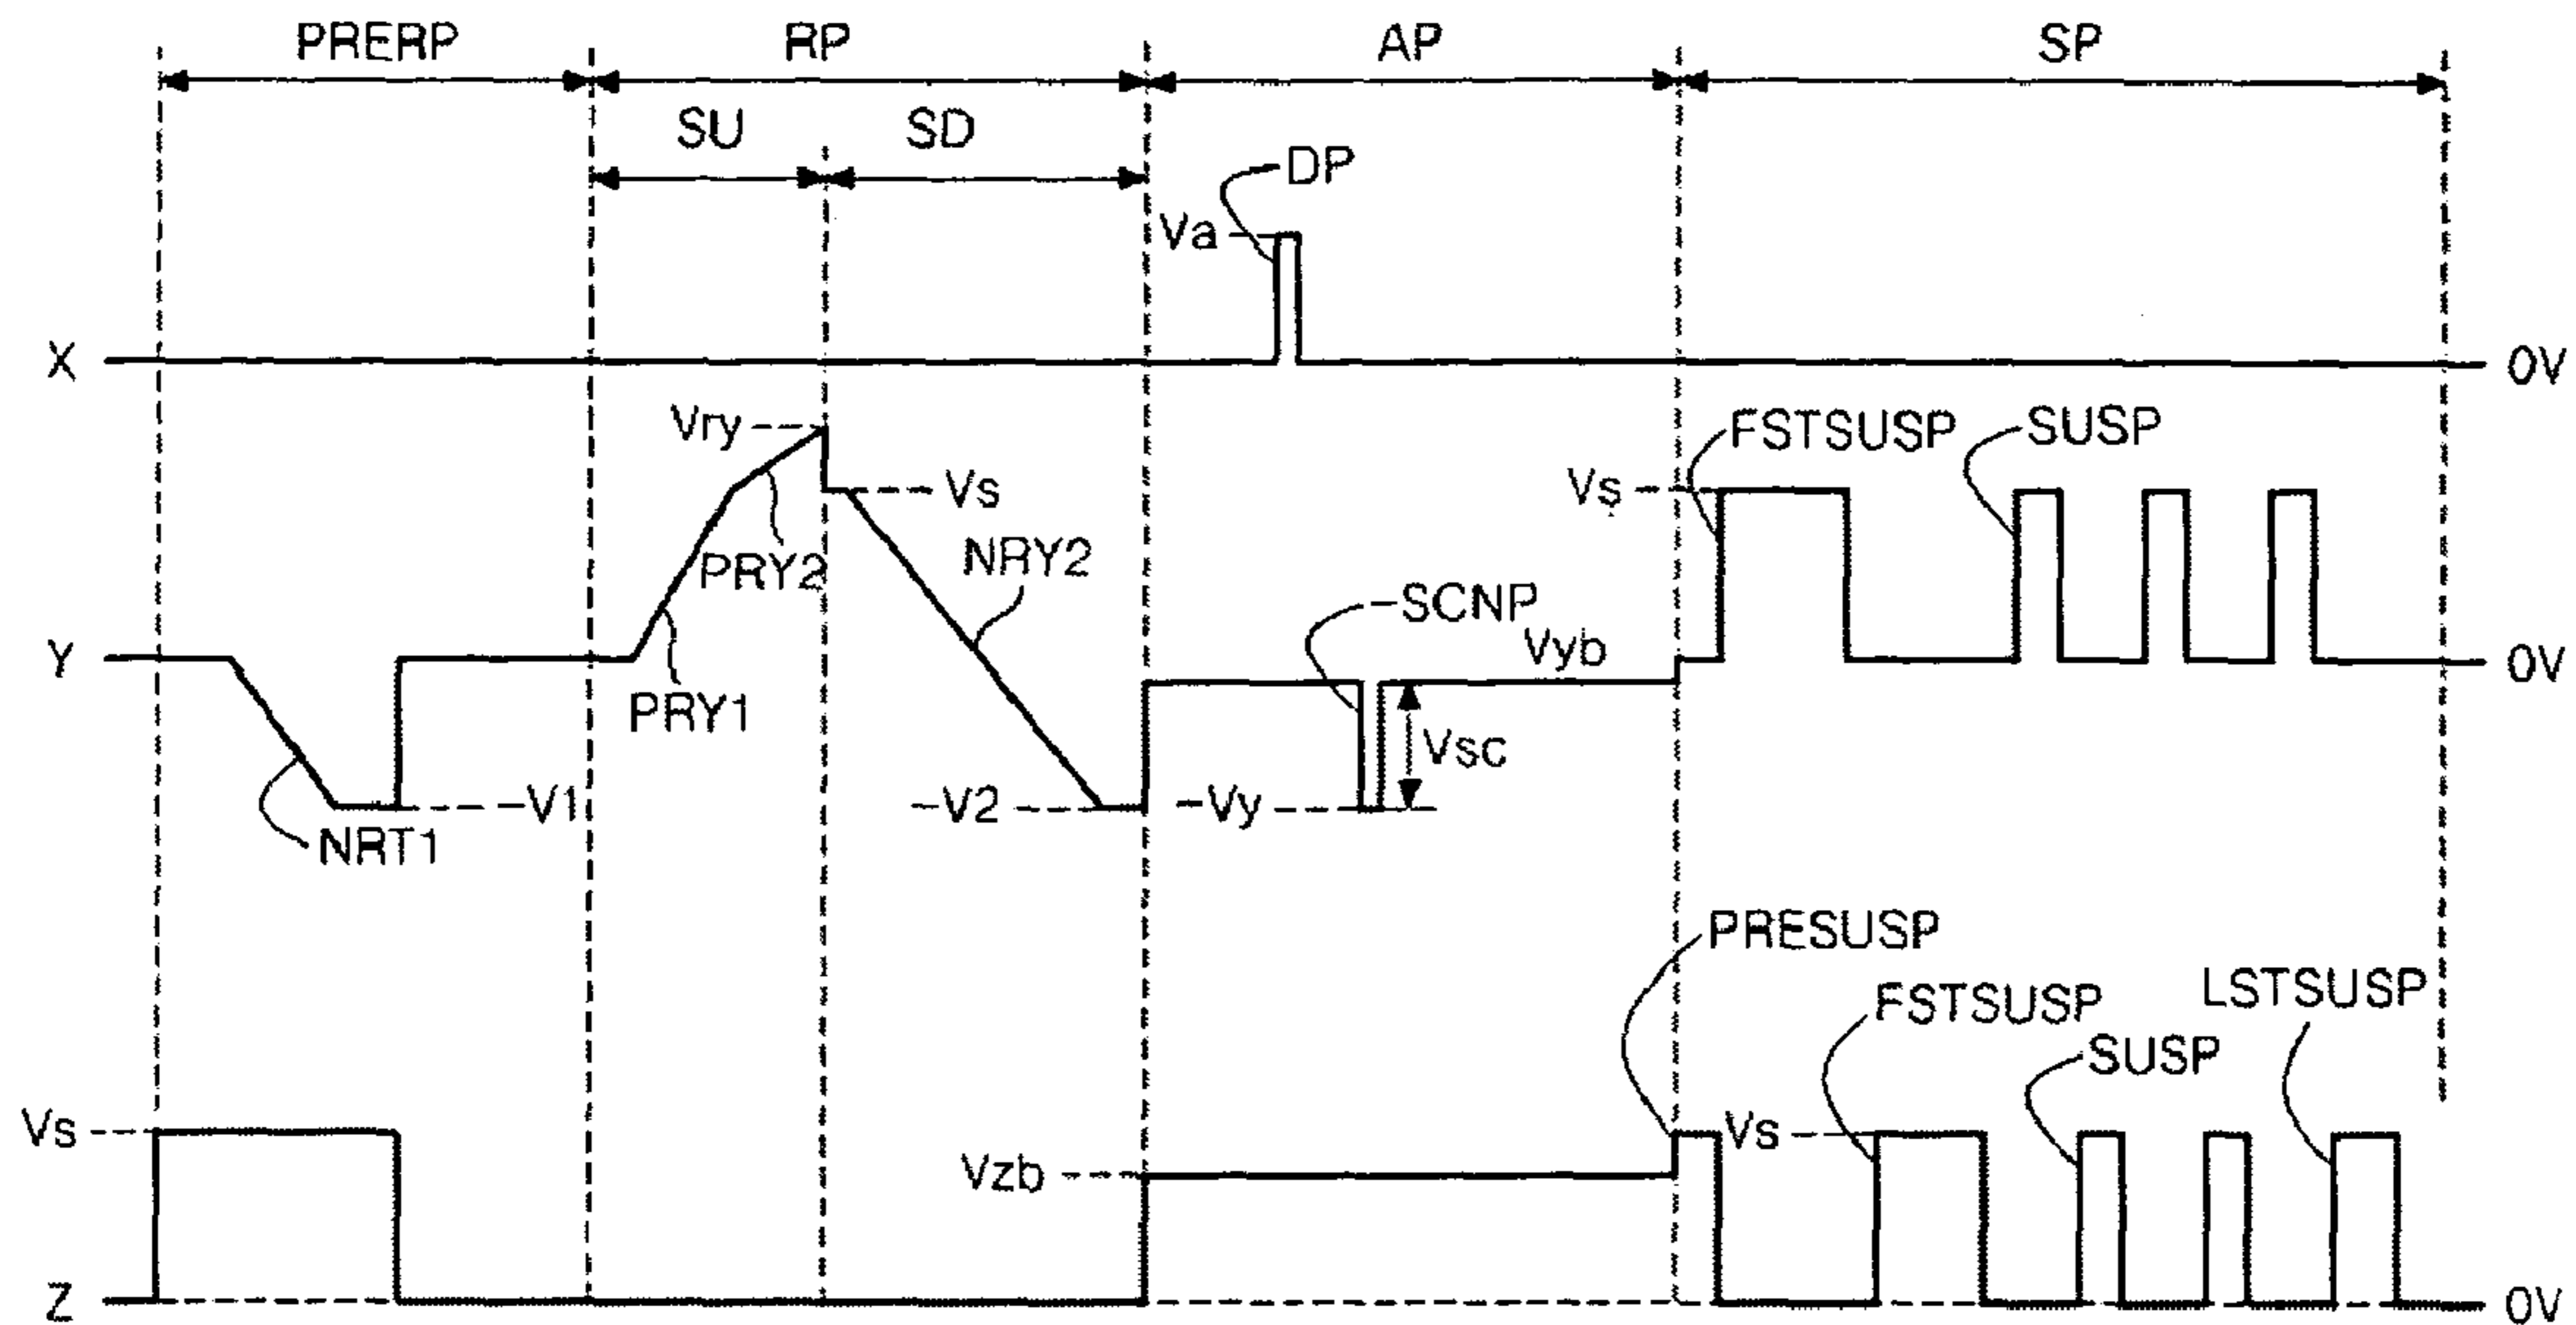 PRERP RP AP SP
SU SD
DP
Va
X 0V
Vry
FSTSUSP SUSP
Vs Vs
PRY2 NRY2
-SCNP
Vyb
Y 0V
PRY1
Vsc
-V1 -V2 -Vy
NRT1
PRESUSP
LSTSUSP
FSTSUSP
SUSP
Vs Vs
Vzb
Z 0V